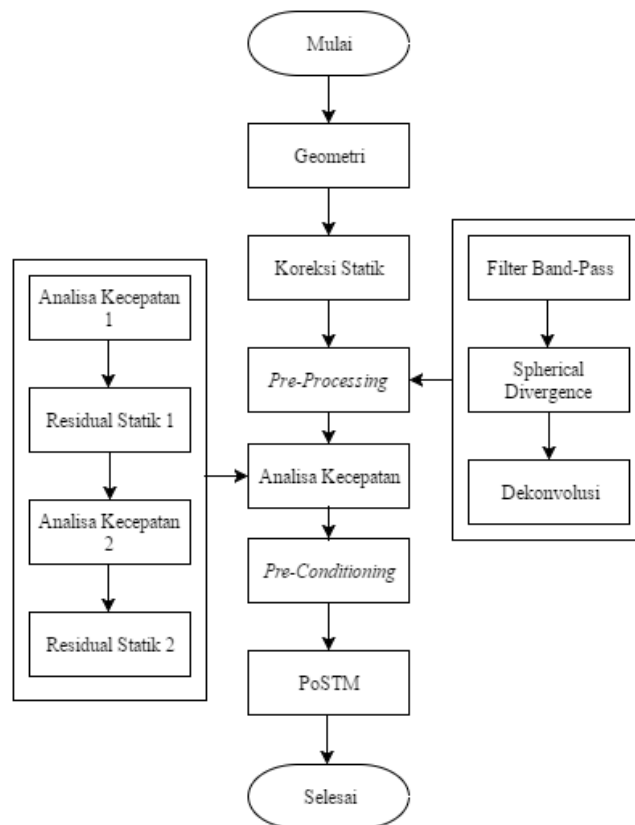 Mulai
Geometri
Koreksi Statik
Pre-Processing
Analisa Kecepatan
Pre-Conditioning
PoSTM
Selesai
Analisa Kecepatan
1
Residual Statik 1
Analisa Kecepatan
2
Residual Statik 2
Filter Band-Pass
Spherical
Divergence
Dekonvolusi